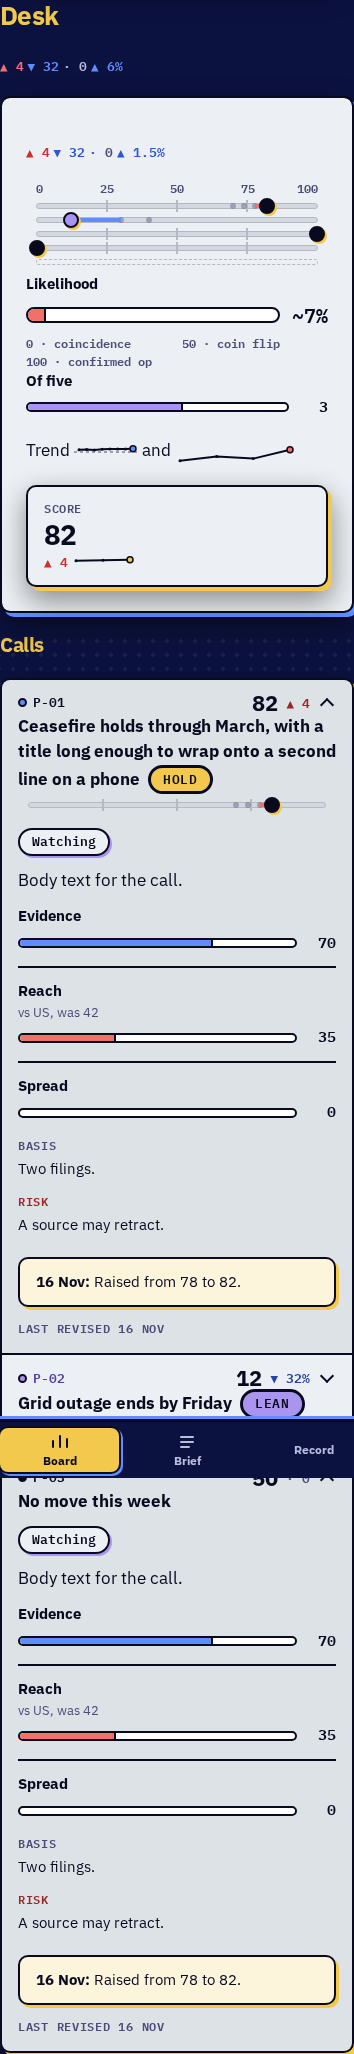 Desk
▲ 4 ▼ 32 · 0 ▲ 6%
▲ 4 ▼ 32 · 0 ▲ 1.5%
0 25 50 75 100
Likelihood
~7%
0 · coincidence 50 · coin flip
100 · confirmed op
Of five
3
Trend and
SCORE
82
▲ 4
Calls
P-01 82 ▲ 4
Ceasefire holds through March, with a
title long enough to wrap onto a second
line on a phone HOLD
Watching
Body text for the call.
Evidence
70
Reach
vs US, was 42
35
Spread
0
BASIS
Two filings.
RISK
A source may retract.
16 Nov: Raised from 78 to 82.
LAST REVISED 16 NOV
P-02 12 ▼ 32%
Grid outage ends by Friday LEAN
Board Brief Record
P-03 50 · 0
No move this week
Watching
Body text for the call.
Evidence
70
Reach
vs US, was 42
35
Spread
0
BASIS
Two filings.
RISK
A source may retract.
16 Nov: Raised from 78 to 82.
LAST REVISED 16 NOV